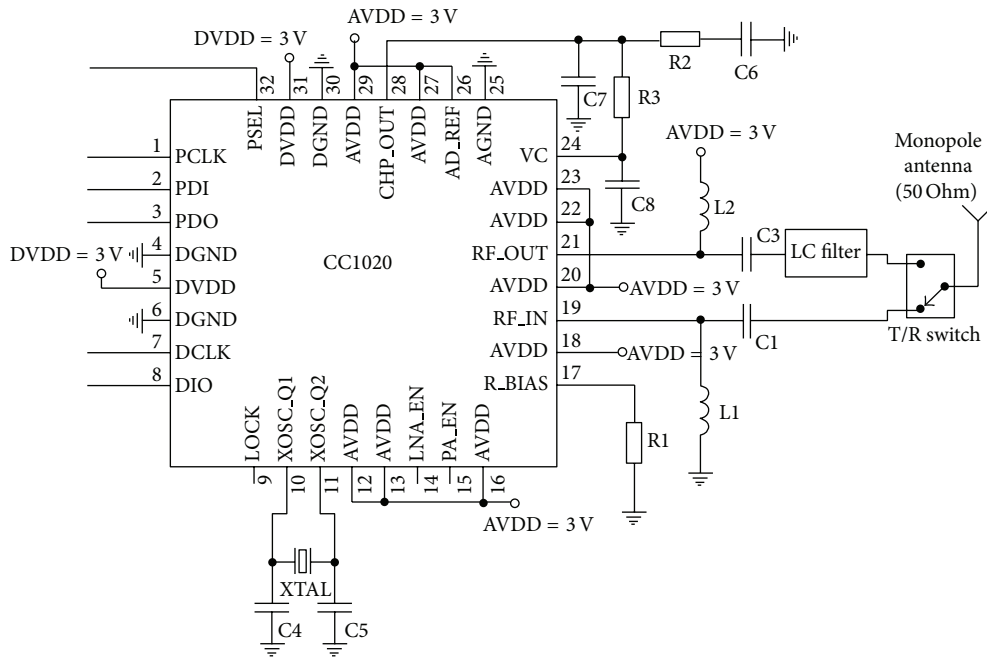 AVDD = 3 V
DVDD = 3 V
R2
C6
C7
R3
32
31
30
29
28
27
26
25
PSEL
DVDD
DGND
AVDD
CHP_OUT
AVDD
AD_REF
AGND
1
PCLK
2
PDI
3
PDO
4
DGND
DVDD = 3 V
5
DVDD
6
DGND
7
DCLK
8
DIO
CC1020
24
VC
23
AVDD
22
AVDD
21
RF_OUT
20
AVDD
19
RF_IN
18
AVDD
17
R_BIAS
C8
AVDD = 3 V
L2
C3
LC filter
Monopole
antenna
(50 Ohm)
AVDD = 3 V
C1
T/R switch
AVDD = 3 V
L1
R1
LOCK
XOSC_Q1
XOSC_Q2
AVDD
AVDD
LNA_EN
PA_EN
AVDD
9
10
11
12
13
14
15
16
AVDD = 3 V
XTAL
C4
C5